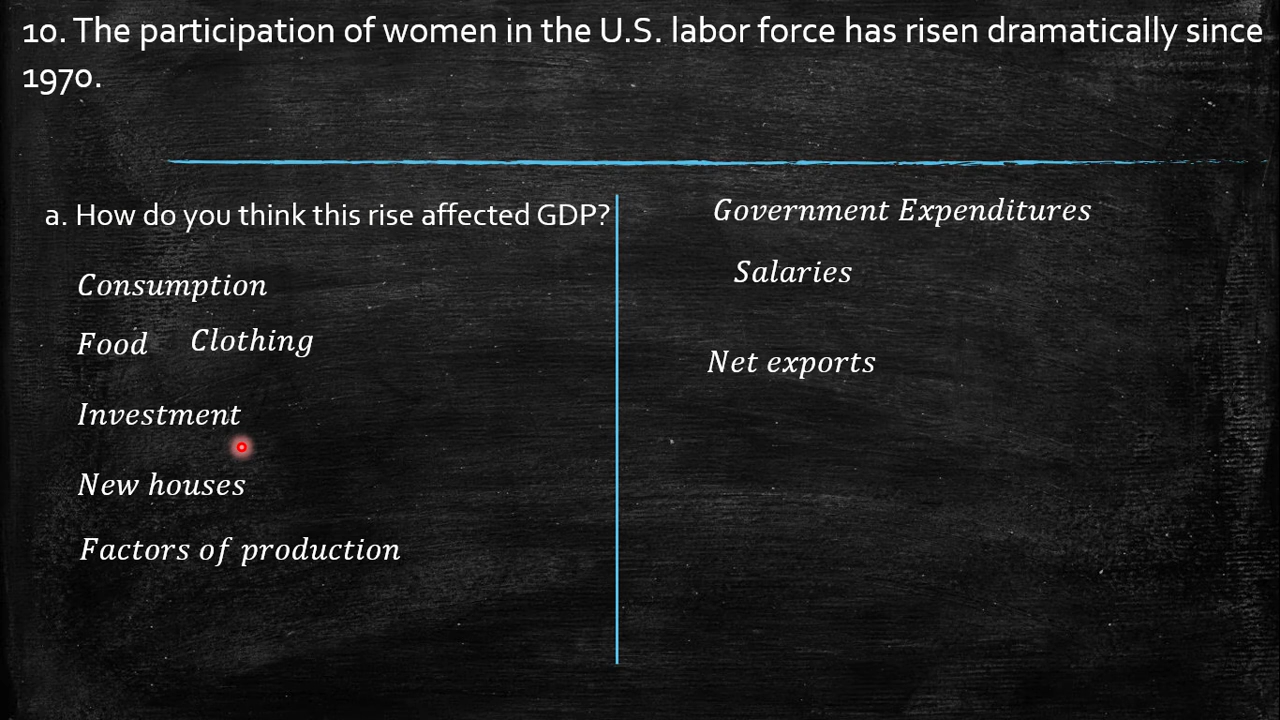 10. The participation of women in the U.S. labor force has risen dramatically since
1970.
a. How do you think this rise affected GDP?
Consumption
Food Clothing
Investment
New houses
Factors of production
Government Expenditures
Salaries
Net exports